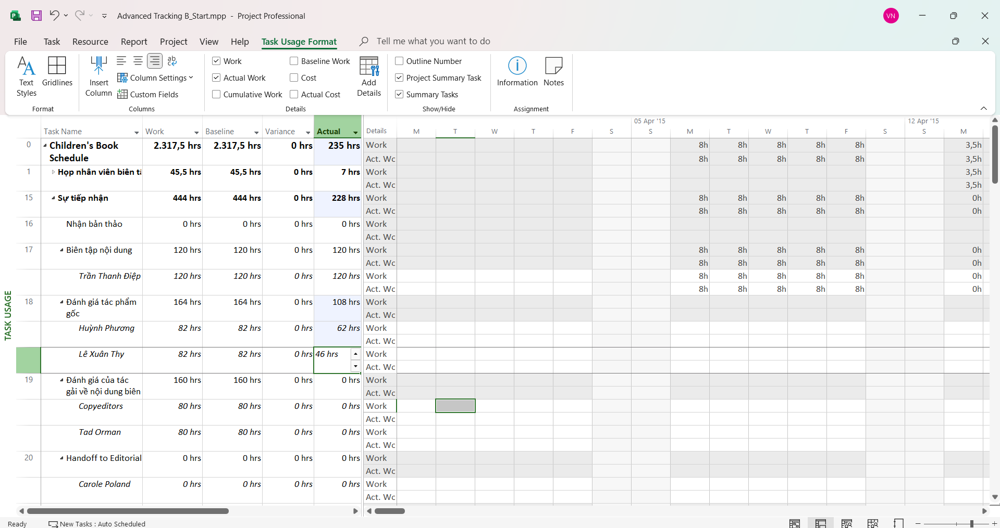 Advanced Tracking B_Start.mpp - Project Professional
VN
File Task Resource Report Project View Help Task Usage Format Tell me what you want to do
Text Styles
Gridlines
Format
Insert Column
Column Settings
Custom Fields
Columns
Work
Actual Work
Cumulative Work
Baseline Work
Cost
Actual Cost
Add Details
Details
Outline Number
Project Summary Task
Summary Tasks
Show/Hide
Information
Notes
Assignment
05 Apr '15 12 Apr '15
Task Name Work Baseline Variance Actual Details M T W T F S S M T W T F S S M
0 Children's Book Schedule 2.317,5 hrs 2.317,5 hrs 0 hrs 235 hrs Work 8h 8h 8h 8h 8h 3,5h
Act. Wc 8h 8h 8h 8h 8h 3,5h
1 Họp nhân viên biên 45,5 hrs 45,5 hrs 0 hrs 7 hrs Work 3,5h
Act. Wc 3,5h
15 Sự tiếp nhận 444 hrs 444 hrs 0 hrs 228 hrs Work 8h 8h 8h 8h 8h 0h
Act. Wc 8h 8h 8h 8h 8h 0h
16 Nhận bản thảo 0 hrs 0 hrs 0 hrs 0 hrs Work
Act. Wc
17 Biên tập nội dung 120 hrs 120 hrs 0 hrs 120 hrs Work 8h 8h 8h 8h 8h 0h
Act. Wc 8h 8h 8h 8h 8h 0h
Trần Thanh Điệp 120 hrs 120 hrs 0 hrs 120 hrs Work 8h 8h 8h 8h 8h 0h
Act. Wc 8h 8h 8h 8h 8h 0h
18 Đánh giá tác phẩm gốc 164 hrs 164 hrs 0 hrs 108 hrs Work
Act. Wc
Huỳnh Phương 82 hrs 82 hrs 0 hrs 62 hrs Work
Act. Wc
Lê Xuân Thy 82 hrs 82 hrs 0 hrs 46 hrs Work
Act. Wc
19 Đánh giá của tác gải về nội dung biên 160 hrs 160 hrs 0 hrs 0 hrs Work
Act. Wc
Copyeditors 80 hrs 80 hrs 0 hrs 0 hrs Work
Act. Wc
Tad Orman 80 hrs 80 hrs 0 hrs 0 hrs Work
Act. Wc
20 Handoff to Editorial 0 hrs 0 hrs 0 hrs 0 hrs Work
Act. Wc
Carole Poland 0 hrs 0 hrs 0 hrs 0 hrs Work
Act. Wc
TASK USAGE
Ready New Tasks : Auto Scheduled